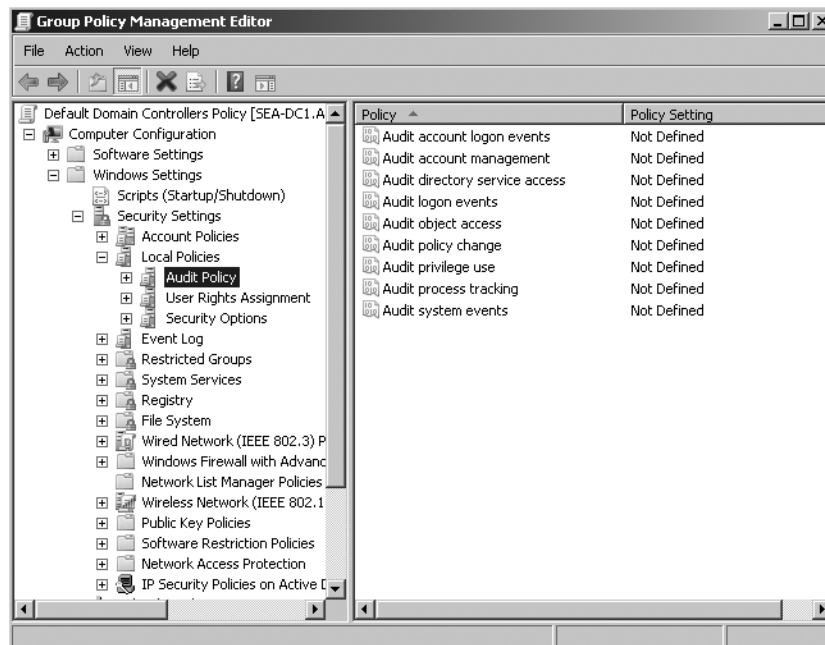 Group Policy Management Editor
File Action View Help
Default Domain Controllers Policy [SEA-DC1.A
Computer Configuration
Software Settings
Windows Settings
Scripts (Startup/Shutdown)
Security Settings
Account Policies
Local Policies
Audit Policy
User Rights Assignment
Security Options
Event Log
Restricted Groups
System Services
Registry
File System
Wired Network (IEEE 802.3) P
Windows Firewall with Advanc
Network List Manager Policies
Wireless Network (IEEE 802.1
Public Key Policies
Software Restriction Policies
Network Access Protection
IP Security Policies on Active D
Policy Policy Setting
Audit account logon events Not Defined
Audit account management Not Defined
Audit directory service access Not Defined
Audit logon events Not Defined
Audit object access Not Defined
Audit policy change Not Defined
Audit privilege use Not Defined
Audit process tracking Not Defined
Audit system events Not Defined